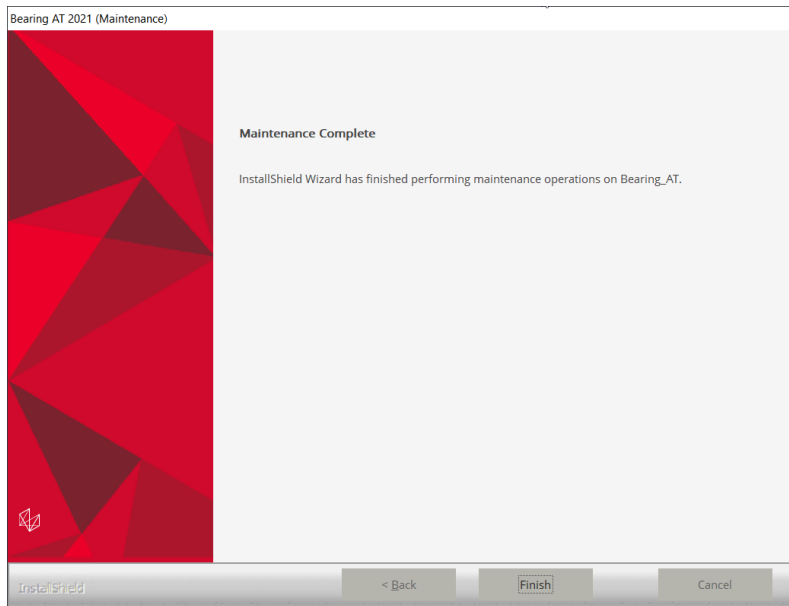 Bearing AT 2021 (Maintenance)
Maintenance Complete
InstallShield Wizard has finished performing maintenance operations on Bearing_AT.
InstallShield
< Back
Finish
Cancel